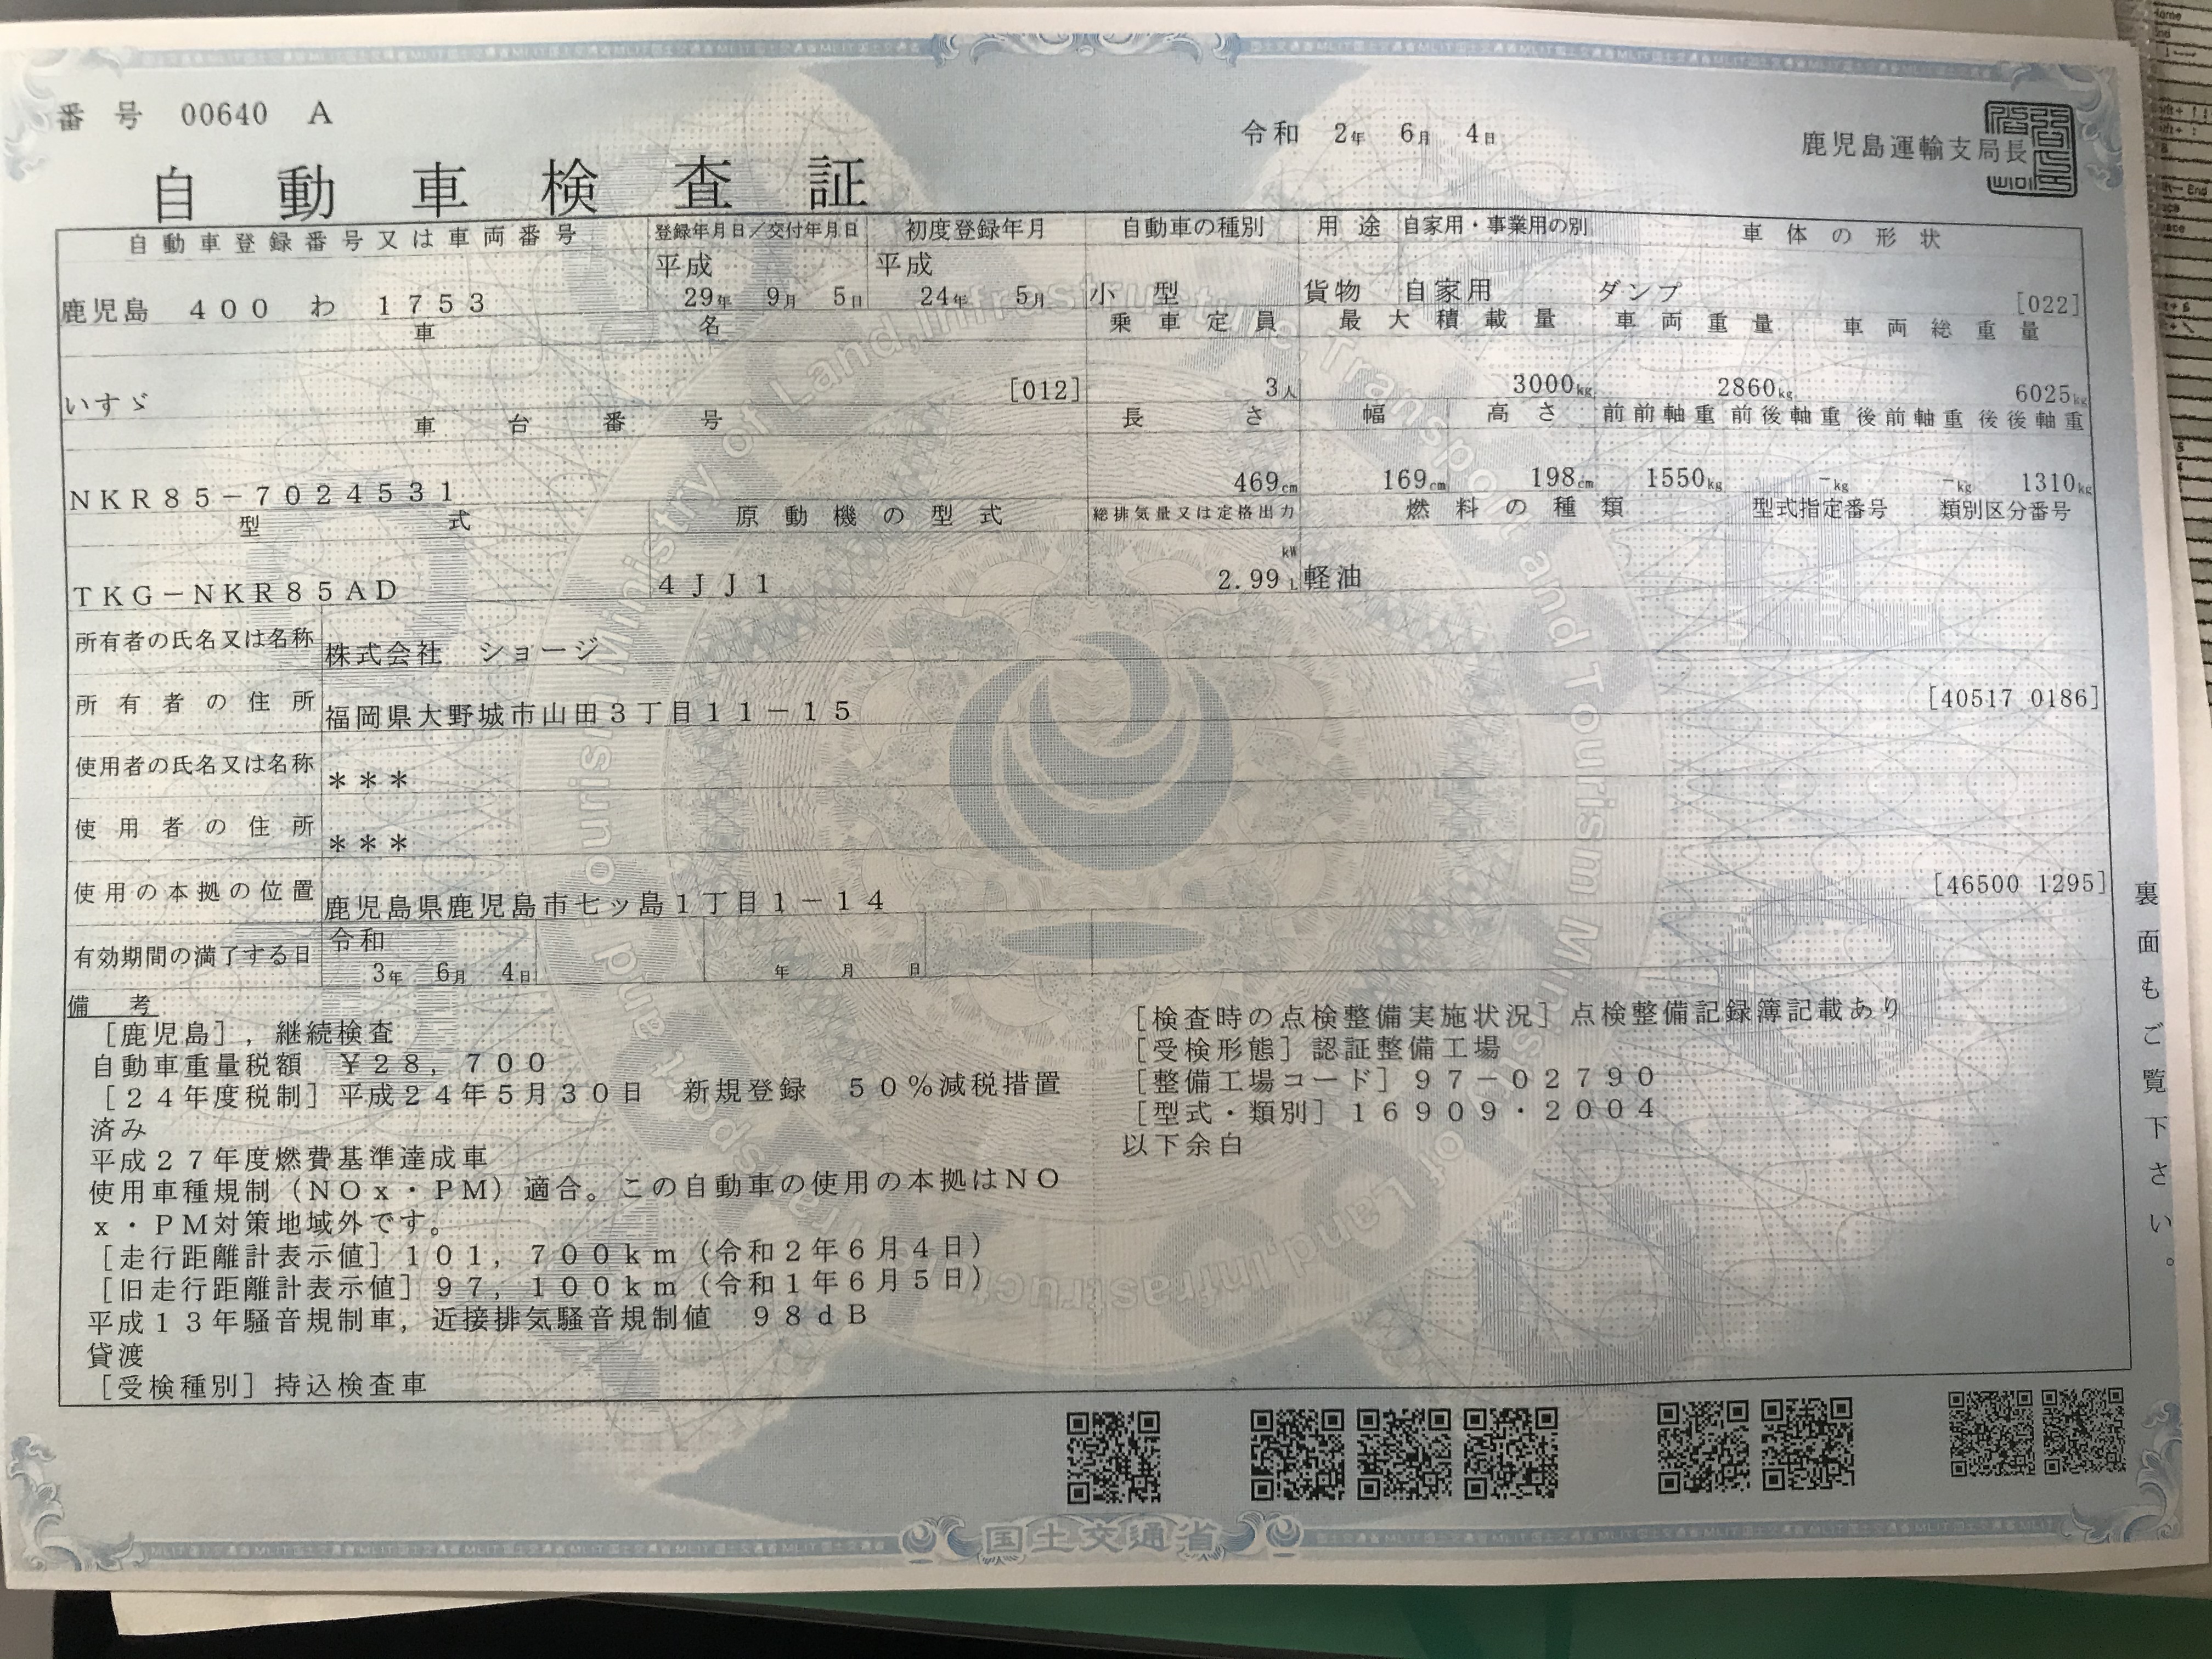 番号 00640 A
令和 2年 6月 4日
鹿児島運輸支局長
自動車検査証
自動車登録番号又は車両番号 登録年月日／交付年月日 初度登録年月 自動車の種別 用途 自家用・事業用の別 車体の形状
平成 平成
鹿児島 400 わ 1753 29年 9月 5日 24年 5月 小型 貨物 自家用 ダンプ [022]
車名 乗車定員 最大積載量 車両重量 車両総重量
いすゞ [012] 3人 3000kg 2860kg 6025kg
車台番号 長さ 幅 高さ 前前軸重 前後軸重 後前軸重 後後軸重
NKR85-7024531 469cm 169cm 198cm 1550kg -kg -kg 1310kg
型式 原動機の型式 総排気量又は定格出力 燃料の種類 型式指定番号 類別区分番号
kW
TKG-NKR85AD 4JJ1 2.99L 軽油
所有者の氏名又は名称 株式会社 ショージ
所有者の住所 福岡県大野城市山田3丁目11-15 [40517 0186]
使用者の氏名又は名称 ***
使用者の住所 ***
使用の本拠の位置 鹿児島県鹿児島市七ッ島1丁目1-14 [46500 1295]
有効期間の満了する日 令和
3年 6月 4日 年 月 日
備考
[鹿児島]，継続検査
自動車重量税額 ￥28，700
[24年度税制]平成24年5月30日 新規登録 50%減税措置
済み
平成27年度燃費基準達成車
使用車種規制（NOx・PM）適合。この自動車の使用の本拠はNO
x・PM対策地域外です。
[走行距離計表示値]101，700km（令和2年6月4日）
[旧走行距離計表示値]97，100km（令和1年6月5日）
平成13年騒音規制車，近接排気騒音規制値 98dB
貸渡
[受検種別]持込検査車
[検査時の点検整備実施状況]点検整備記録簿記載あり
[受検形態]認証整備工場
[整備工場コード]97-02790
[型式・類別]16909・2004
以下余白
裏面もご覧下さい。
国土交通省